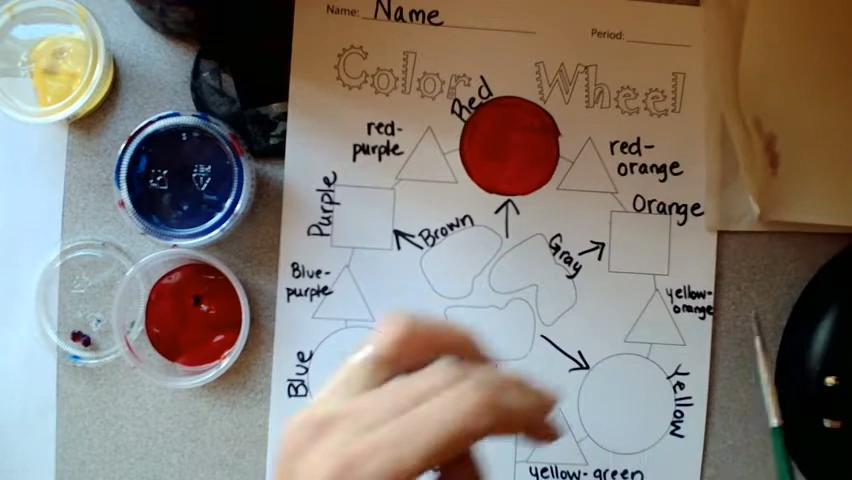 Name: Name
Period:
Color Wheel
Red
red-
purple
red-
orange
Purple
Orange
Brown
Gray
Blue-
purple
yellow-
orange
Blue
Yellow
yellow-green